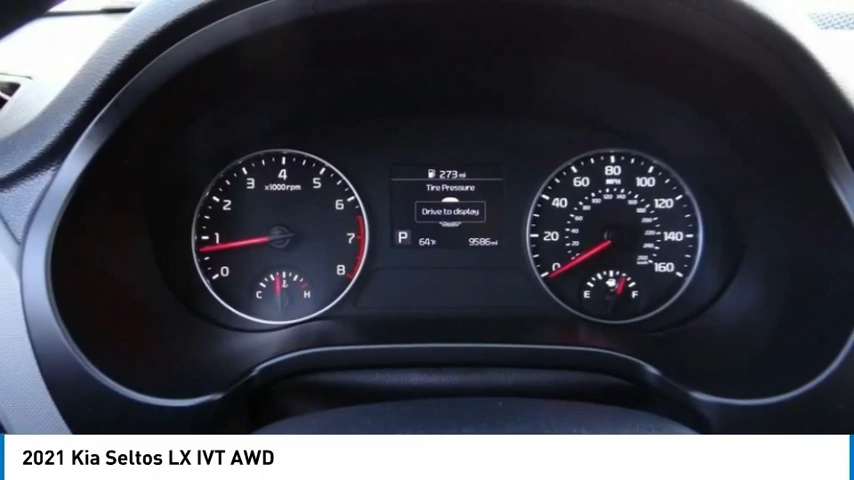 273 mi
Tire Pressure
Drive to display
P 64°F 9586 mi
0 1 2 3 4 5 6 7 8
x1000rpm
C H
0 20 40 60 80 100 120 140 160
MPH
E F
2021 Kia Seltos LX IVT AWD